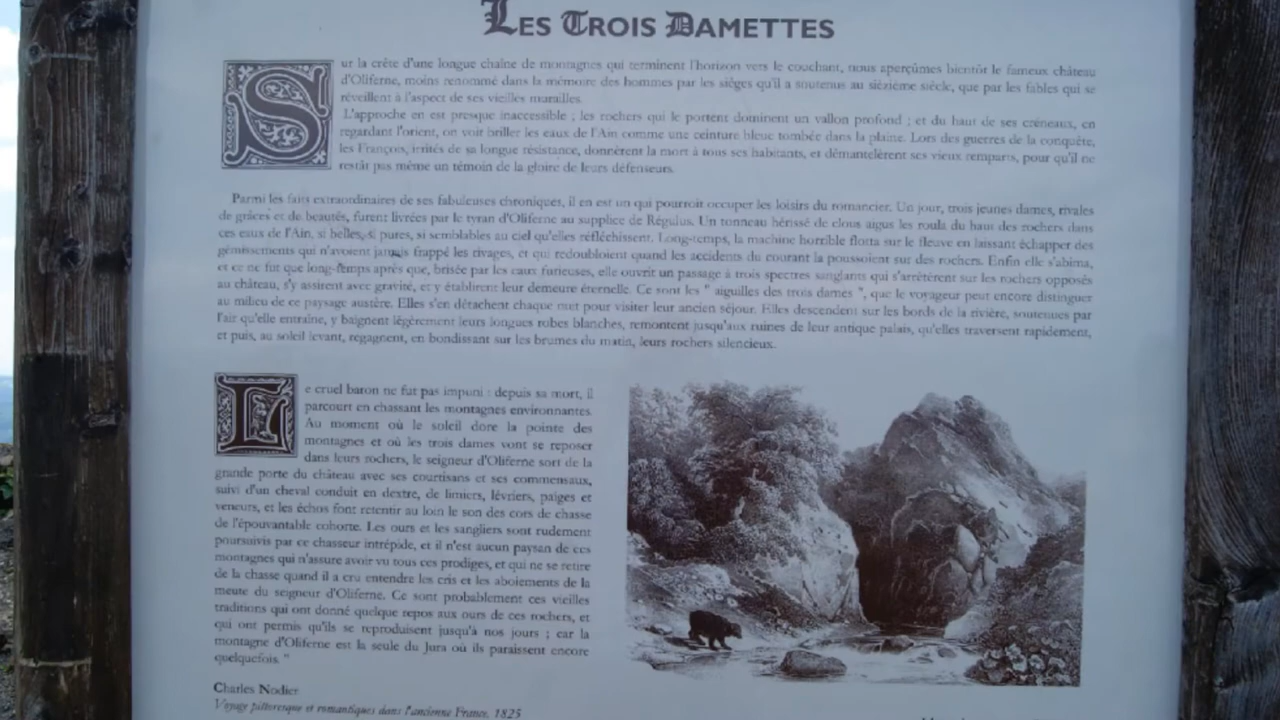 LES TROIS DAMETTES
Sur la crête d'une longue chaîne de montagnes qui terminent l'horizon vers le couchant, nous aperçûmes bientôt le fameux château
d'Oliferne, moins renommé dans la mémoire des hommes par les sièges qu'il a soutenus au sèizième siècle, que par les fables qui se
réveillent à l'aspect de ses vieilles murailles.
L'approche en est presque inaccessible ; les rochers qui le portent dominent un vallon profond ; et du haut de ses créneaux, en
regardant l'orient, on voit briller les eaux de l'Ain comme une ceinture bleue tombée dans la plaine. Lors des guerres de la conquête,
les François, irrités de sa longue résistance, donnèrent la mort à tous ses habitants, et démantelèrent ses vieux remparts, pour qu'il ne
restât pas même un témoin de la gloire de leurs défenseurs.
Parmi les faits extraordinaires de ses fabuleuses chroniques, il en est un qui pourroit occuper les loisirs du romancier. Un jour, trois jeunes dames, rivales
de grâces et de beautés, furent livrées par le tyran d'Oliferne au supplice de Régulus. Un tonneau hérissé de clous aigus les roula du haut des rochers dans
ces eaux de l'Ain, si belles, si pures, si semblables au ciel qu'elles réfléchissent. Long-temps, la machine horrible flotta sur le fleuve en laissant échapper des
gémissements qui n'avoient jamais frappé les rivages, et qui redoubloient quand les accidents du courant la poussoient sur des rochers. Enfin elle s'abima,
et ce ne fut que long-temps après que, brisée par les eaux furieuses, elle ouvrit un passage à trois spectres sanglants qui s'arrêtèrent sur les rochers opposés
au château, s'y assirent avec gravité, et y établirent leur demeure éternelle. Ce sont les " aiguilles des trois dames ", que le voyageur peut encore distinguer
au milieu de ce paysage austère. Elles s'en détachent chaque nuit pour visiter leur ancien séjour. Elles descendent sur les bords de la rivière, soutenues par
l'air qu'elle entraîne, y baignent légèrement leurs longues robes blanches, remontent jusqu'aux ruines de leur antique palais, qu'elles traversent rapidement,
et puis, au soleil levant, regagnent, en bondissant sur les brumes du matin, leurs rochers silencieux.
Le cruel baron ne fut pas impuni : depuis sa mort, il
parcourt en chassant les montagnes environnantes.
Au moment où le soleil dore la pointe des
montagnes et où les trois dames vont se reposer
dans leurs rochers, le seigneur d'Oliferne sort de la
grande porte du château avec ses courtisans et ses commensaux,
suivi d'un cheval conduit en dextre, de limiers, lévriers, paiges et
veneurs, et les échos font retentir au loin le son des cors de chasse
de l'épouvantable cohorte. Les ours et les sangliers sont rudement
poursuivis par ce chasseur intrépide, et il n'est aucun paysan de ces
montagnes qui n'assure avoir vu tous ces prodiges, et qui ne se retire
de la chasse quand il a cru entendre les cris et les aboiements de la
meute du seigneur d'Oliferne. Ce sont probablement ces vieilles
traditions qui ont donné quelque repos aux ours de ces rochers, et
qui ont permis qu'ils se reproduisent jusqu'à nos jours ; car la
montagne d'Oliferne est la seule du Jura où ils paraissent encore
quelquefois. "
Charles Nodier
Voyage pittoresque et romantiques dans l'ancienne France, 1825